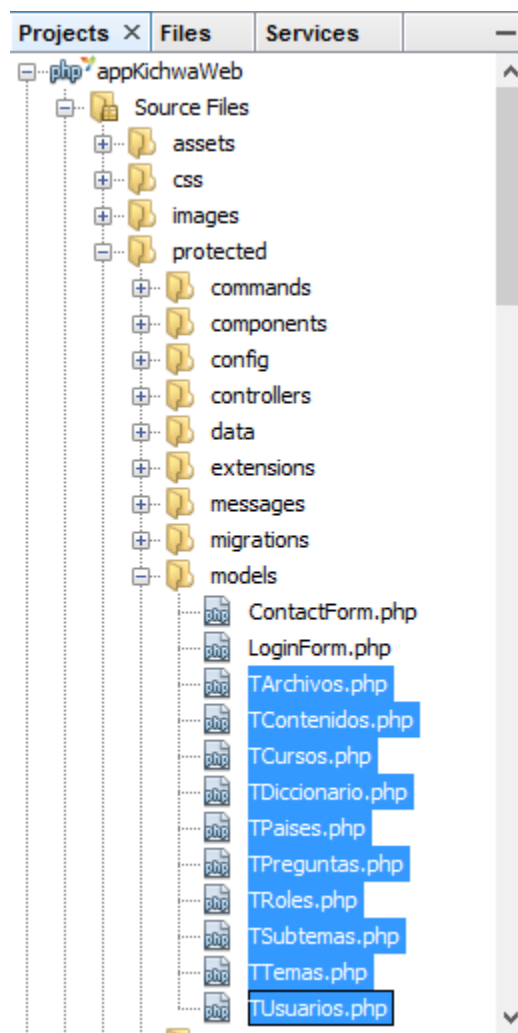 Projects Files Services
appKichwaWeb
Source Files
assets
css
images
protected
commands
components
config
controllers
data
extensions
messages
migrations
models
ContactForm.php
LoginForm.php
TArchivos.php
TContenidos.php
TCursos.php
TDiccionario.php
TPaises.php
TPreguntas.php
TRoles.php
TSubtemas.php
TTemas.php
TUsuarios.php